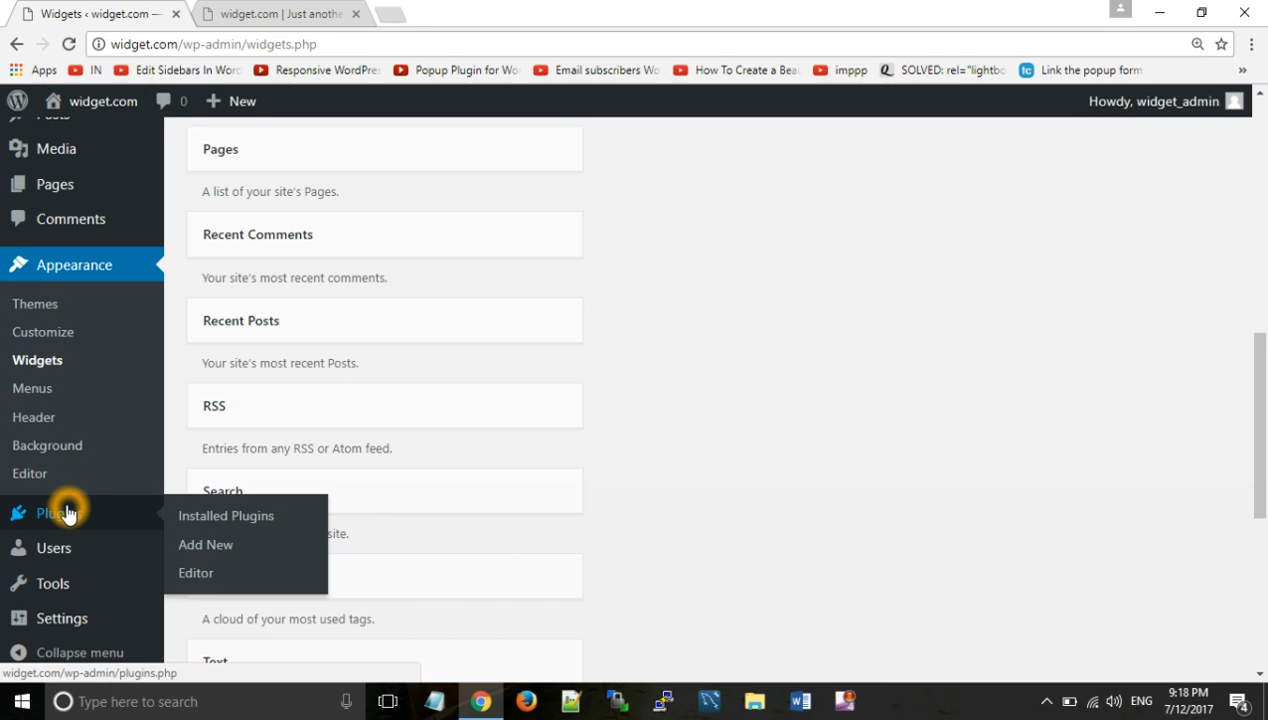 Widgets ‹ widget.com —
widget.com | Just anothe
widget.com/wp-admin/widgets.php
Apps
IN
Edit Sidebars In Word
Responsive WordPres
Popup Plugin for Wo
Email subscribers Wo
How To Create a Beau
imppp
SOLVED: rel="lightbo
Link the popup form
»
widget.com
0
New
Howdy, widget_admin
Posts
Media
Pages
Comments
Appearance
Themes
Customize
Widgets
Menus
Header
Background
Editor
Plugins
Users
Tools
Settings
Collapse menu
Installed Plugins
Add New
Editor
Pages
A list of your site's Pages.
Recent Comments
Your site's most recent comments.
Recent Posts
Your site's most recent Posts.
RSS
Entries from any RSS or Atom feed.
Search
site.
A cloud of your most used tags.
Text
widget.com/wp-admin/plugins.php
Type here to search
ENG
9:18 PM
7/12/2017
4